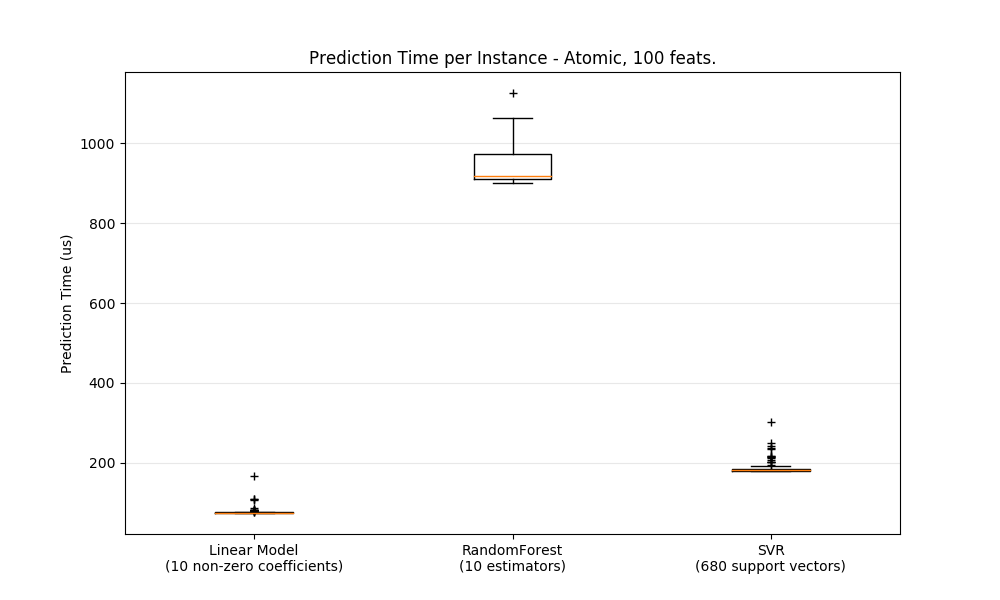 Prediction Time per Instance - Atomic, 100 feats.
Prediction Time (us)
1000
800
600
400
200
Linear Model
(10 non-zero coefficients)
RandomForest
(10 estimators)
SVR
(680 support vectors)